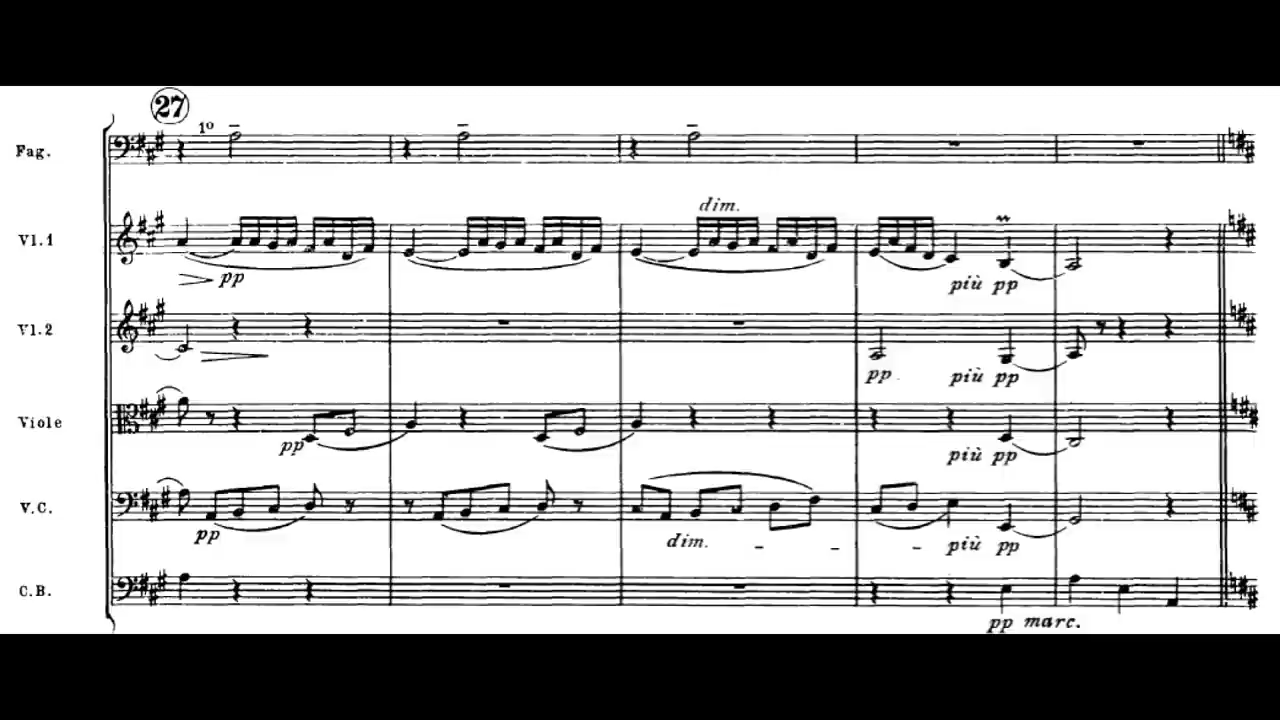 27
Fag. 1º
dim.
Vl.1
pp
più pp
Vl.2
pp.
più pp
Viole
pp
più pp
V.C.
pp
dim. - - - più pp
C.B.
pp marc.